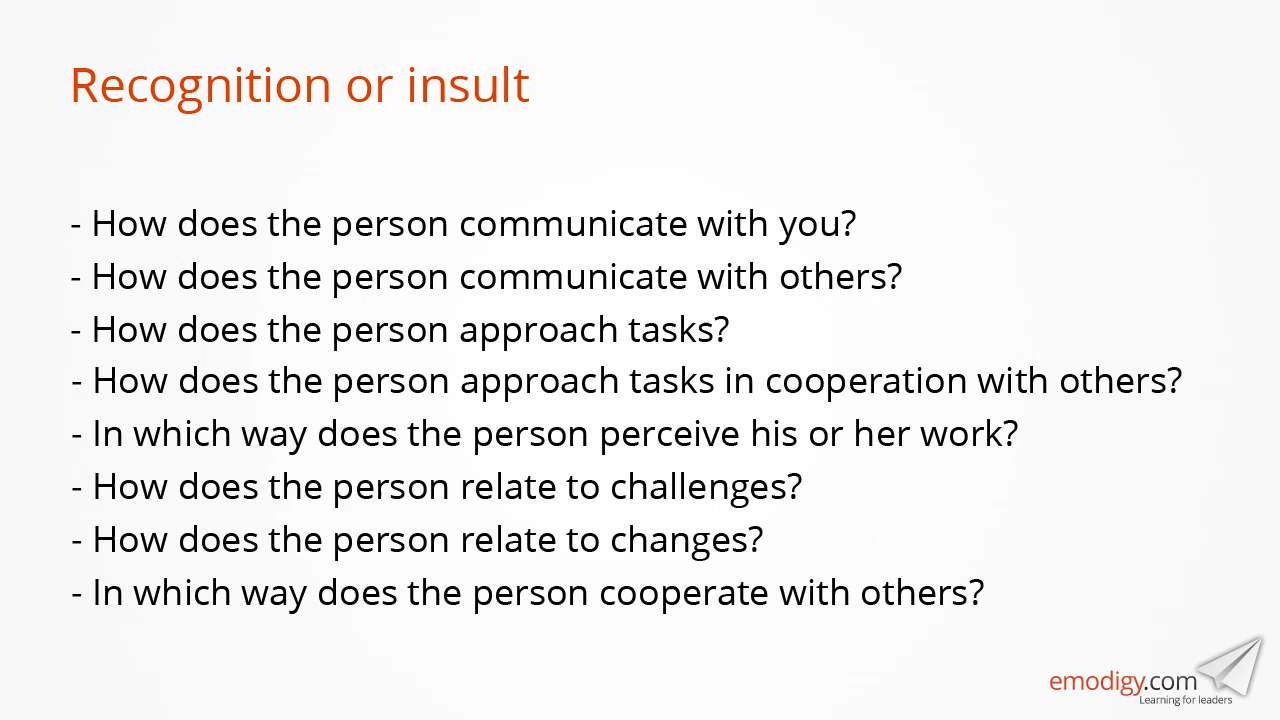 Recognition or insult
- How does the person communicate with you?
- How does the person communicate with others?
- How does the person approach tasks?
- How does the person approach tasks in cooperation with others?
- In which way does the person perceive his or her work?
- How does the person relate to challenges?
- How does the person relate to changes?
- In which way does the person cooperate with others?
emodigy.com
Learning for leaders